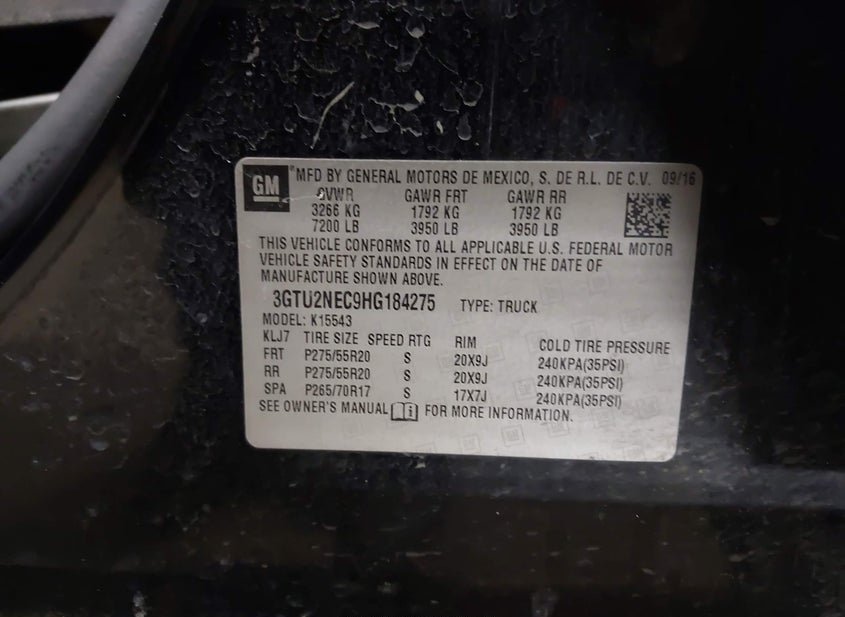 GM ® MFD BY GENERAL MOTORS DE MEXICO, S. DE R.L. DE C.V. 09/16
GVWR GAWR FRT GAWR RR
3266 KG 1792 KG 1792 KG
7200 LB 3950 LB 3950 LB
THIS VEHICLE CONFORMS TO ALL APPLICABLE U.S. FEDERAL MOTOR
VEHICLE SAFETY STANDARDS IN EFFECT ON THE DATE OF
MANUFACTURE SHOWN ABOVE.
3GTU2NEC9HG184275 TYPE: TRUCK
MODEL: K15543
KLJ7 TIRE SIZE SPEED RTG RIM COLD TIRE PRESSURE
FRT P275/55R20 S 20X9J 240KPA(35PSI)
RR P275/55R20 S 20X9J 240KPA(35PSI)
SPA P265/70R17 S 17X7J 240KPA(35PSI)
SEE OWNER'S MANUAL i FOR MORE INFORMATION.